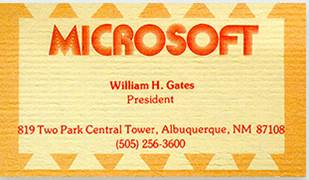 MICROSOFT
William H. Gates
President
819 Two Park Central Tower, Albuquerque, NM 87108
(505) 256-3600